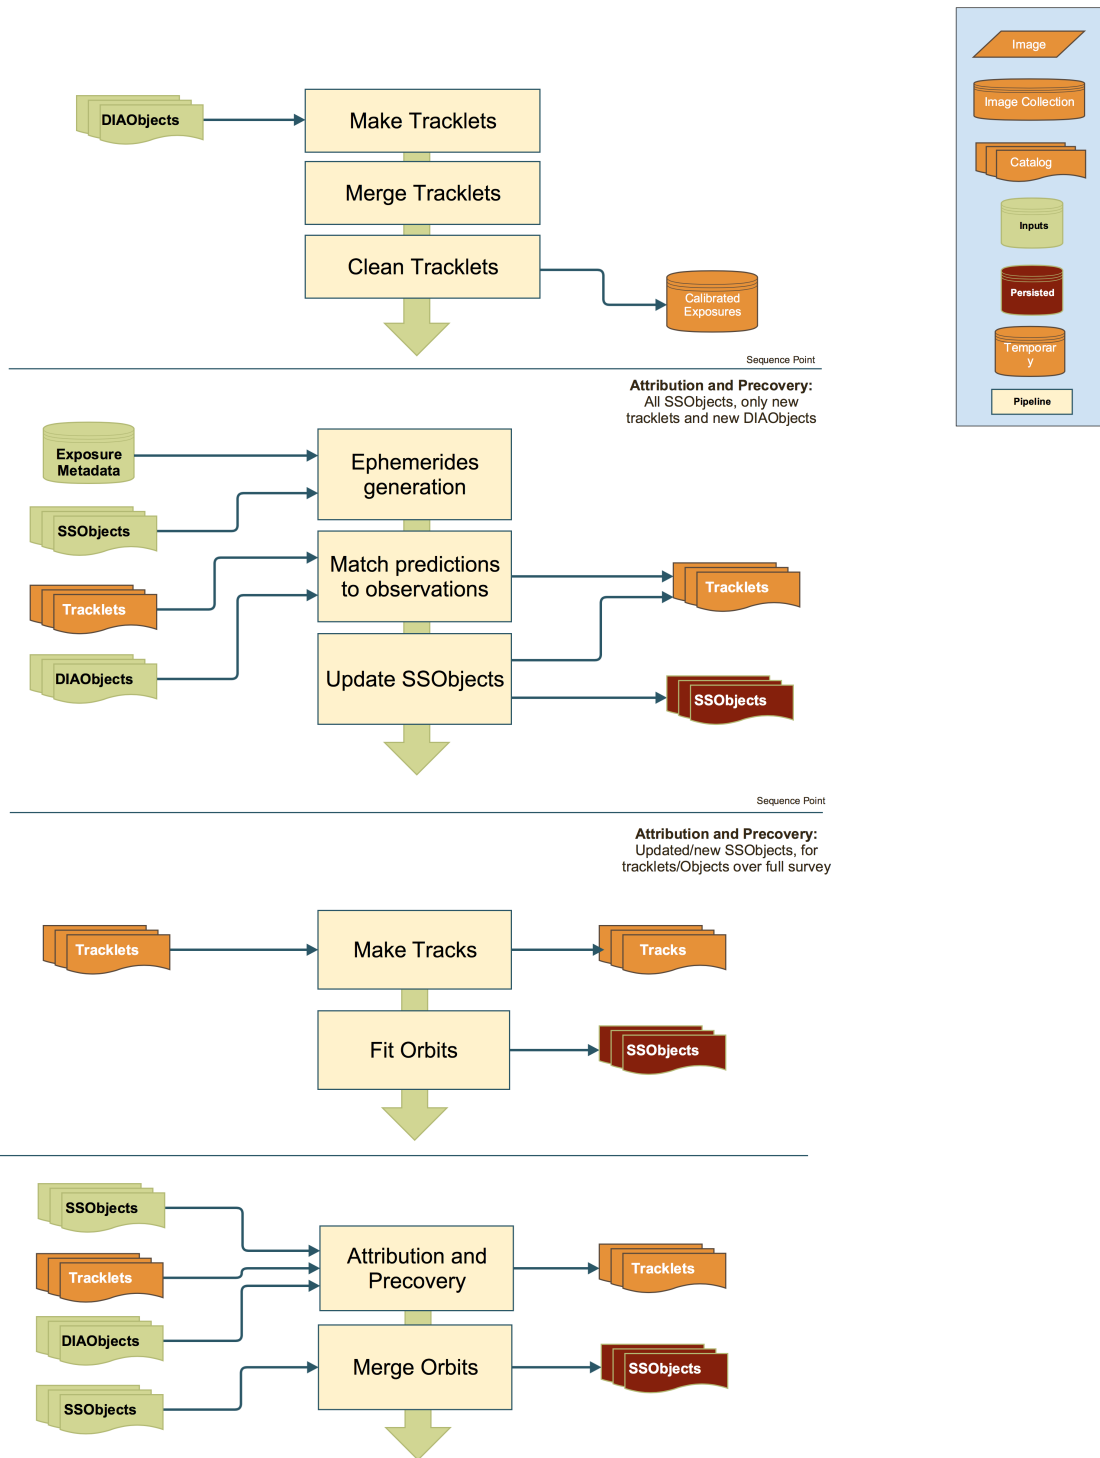 Image
Image Collection
Catalog
Inputs
Persisted
Temporar
y
Pipeline
DIAObjects
Make Tracklets
Merge Tracklets
Clean Tracklets
Calibrated
Exposures
Sequence Point
Attribution and Precovery:
All SSObjects, only new
tracklets and new DIAObjects
Exposure
Metadata
Ephemerides
generation
SSObjects
Match predictions
to observations
Tracklets
Tracklets
DIAObjects
Update SSObjects
SSObjects
Sequence Point
Attribution and Precovery:
Updated/new SSObjects, for
tracklets/Objects over full survey
Tracklets
Make Tracks
Tracks
Fit Orbits
SSObjects
SSObjects
Attribution and
Precovery
Tracklets
Tracklets
DIAObjects
Merge Orbits
SSObjects
SSObjects